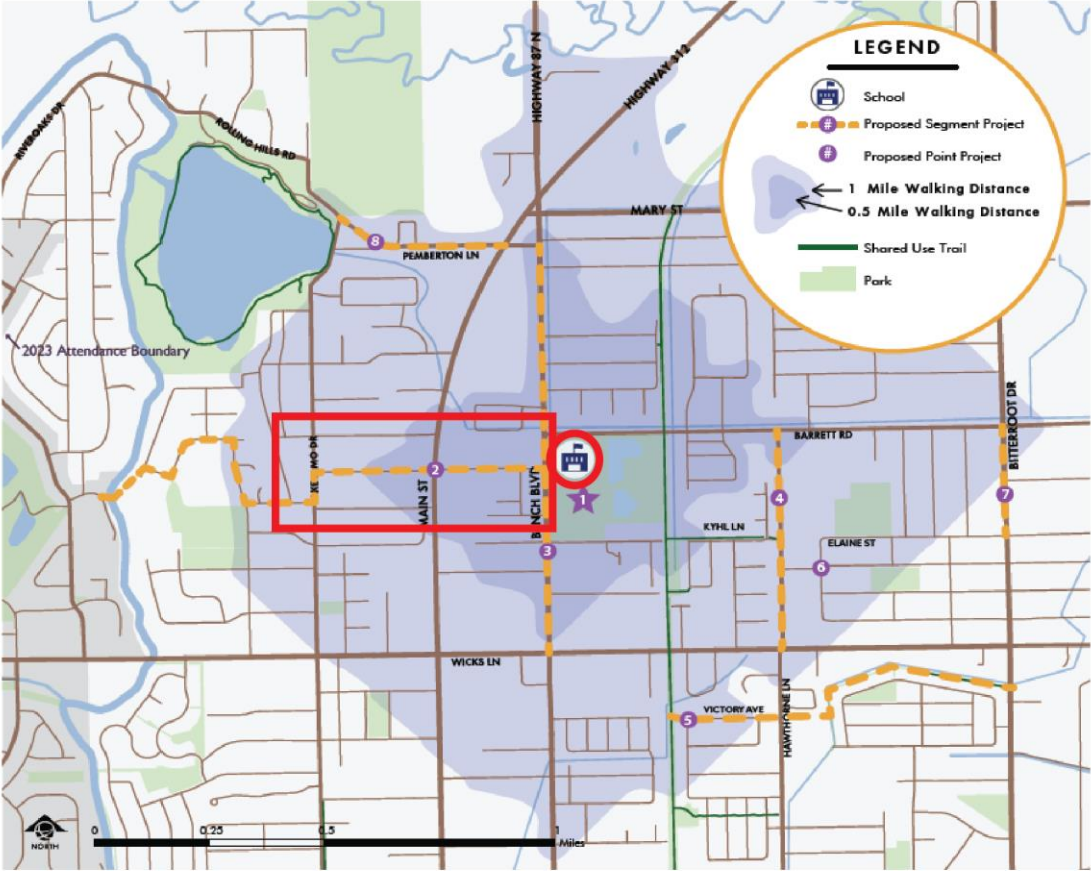 HIGHWAY 87 N
HIGHWAY 312
RIVEROAKS DR
ROLLING HILLS RD
LEGEND
School
# Proposed Segment Project
# Proposed Point Project
1 Mile Walking Distance
0.5 Mile Walking Distance
Shared Use Trail
Park
MARY ST
8
PEMBERTON LN
2023 Attendance Boundary
BITTERROOT DR
BARRETT RD
MAIN ST
2
1
4
7
KYHL LN
ELAINE ST
3
6
WICKS LN
HAWTHORNE LN
VICTORY AVE
5
NORTH
0 0.25 0.5 1
Miles